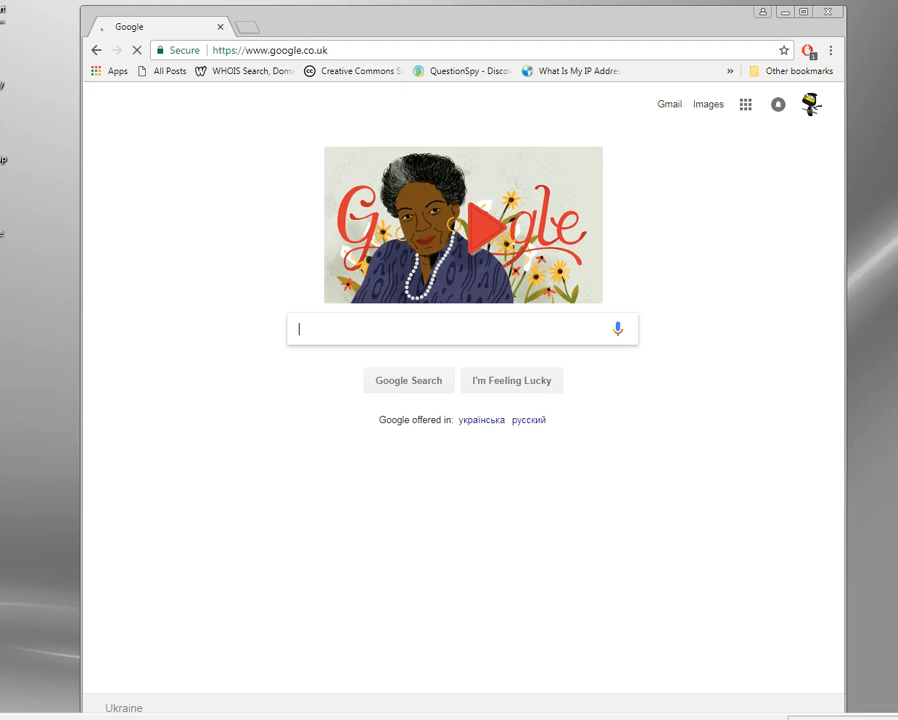 Google
Secure | https://www.google.co.uk
Apps All Posts WHOIS Search, Dom Creative Commons S QuestionSpy - Discov What Is My IP Addre » Other bookmarks
Gmail Images
Google
Google Search I'm Feeling Lucky
Google offered in: українська русский
Ukraine